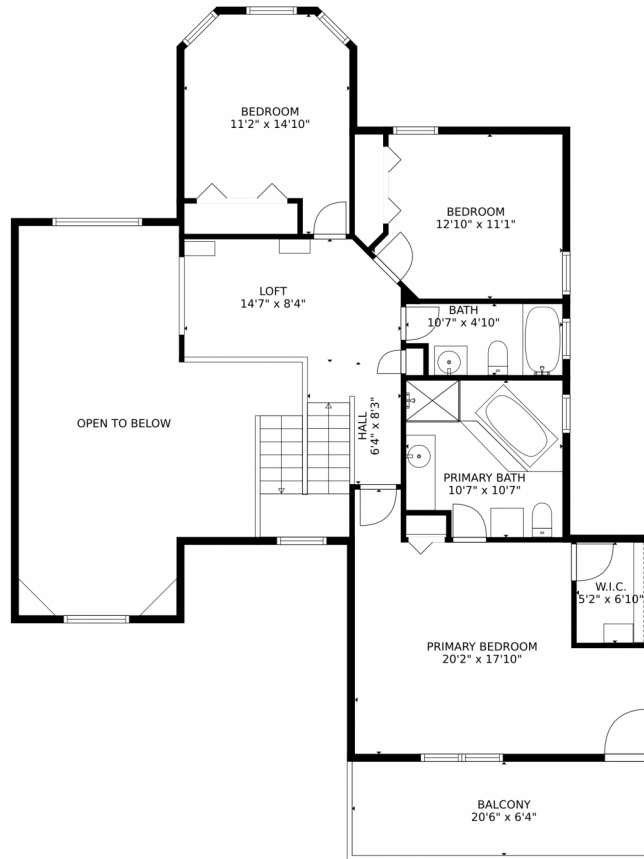 BEDROOM
11'2" x 14'10"
BEDROOM
12'10" x 11'1"
LOFT
14'7" x 8'4"
BATH
10'7" x 4'10"
OPEN TO BELOW
HALL
6'4" x 8'3"
PRIMARY BATH
10'7" x 10'7"
W.I.C.
5'2" x 6'10"
PRIMARY BEDROOM
20'2" x 17'10"
BALCONY
20'6" x 6'4"